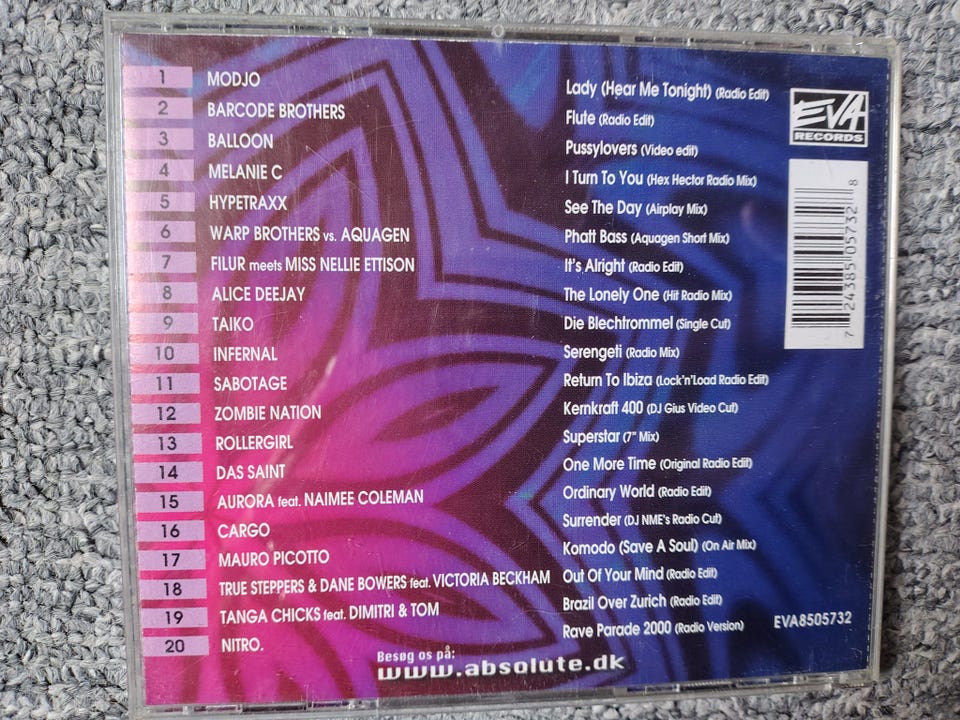 1 MODJO Lady (Hear Me Tonight) (Radio Edit)
2 BARCODE BROTHERS Flute (Radio Edit)
3 BALLOON Pussylovers (Video edit)
4 MELANIE C I Turn To You (Hex Hector Radio Mix)
5 HYPETRAXX See The Day (Airplay Mix)
6 WARP BROTHERS vs. AQUAGEN Phatt Bass (Aquagen Short Mix)
7 FILUR meets MISS NELLIE ETTISON It's Alright (Radio Edit)
8 ALICE DEEJAY The Lonely One (Hit Radio Mix)
9 TAIKO Die Blechtrommel (Single Cut)
10 INFERNAL Serengeti (Radio Mix)
11 SABOTAGE Return To Ibiza (Lock'n'Load Radio Edit)
12 ZOMBIE NATION Kernkraft 400 (DJ Gius Video Cut)
13 ROLLERGIRL Superstar (7" Mix)
14 DAS SAINT One More Time (Original Radio Edit)
15 AURORA feat. NAIMEE COLEMAN Ordinary World (Radio Edit)
16 CARGO Surrender (DJ NME's Radio Cut)
17 MAURO PICOTTO Komodo (Save A Soul) (On Air Mix)
18 TRUE STEPPERS & DANE BOWERS feat. VICTORIA BECKHAM Out Of Your Mind (Radio Edit)
19 TANGA CHICKS feat. DIMITRI & TOM Brazil Over Zurich (Radio Edit)
20 NITRO. Rave Parade 2000 (Radio Version)
EVA
RECORDS
7 24385 05732 8
EVA8505732
Besøg os på:
www.absolute.dk